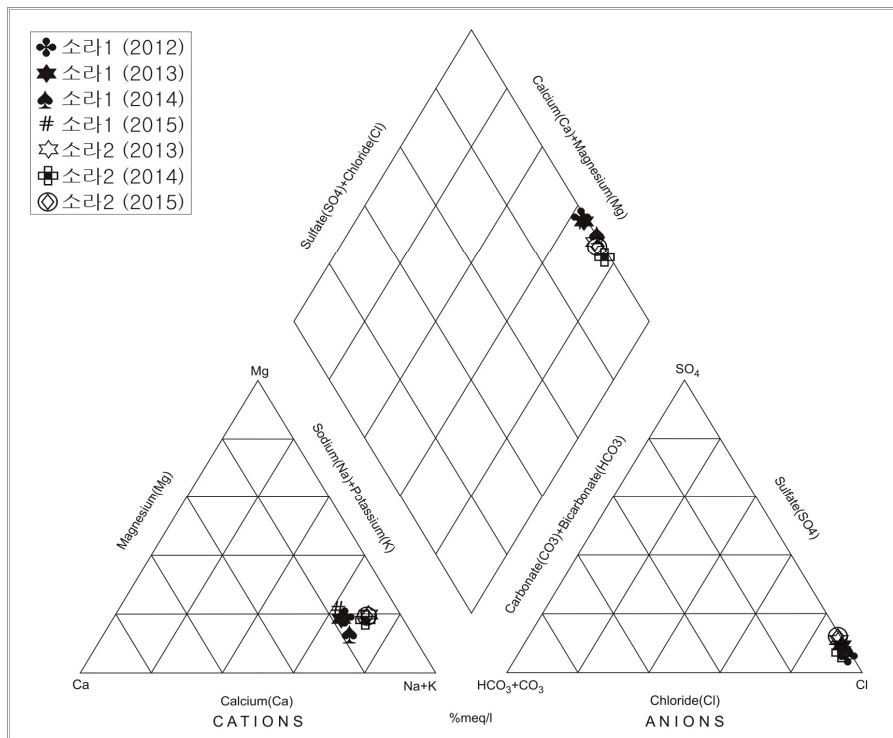 소라1 (2012)
소라1 (2013)
소라1 (2014)
소라1 (2015)
소라2 (2013)
소라2 (2014)
소라2 (2015)
Sulfate(SO4)+Chloride(Cl)
Calcium(Ca)+Magnesium(Mg)
Mg
SO₄
Magnesium(Mg)
Sodium(Na)+Potassium(K)
Carbonate(CO3)+Bicarbonate(HCO3)
Sulfate(SO4)
Ca
Na+K
HCO₃+CO₃
Cl
Calcium(Ca)
Chloride(Cl)
CATIONS
%meq/l
ANIONS